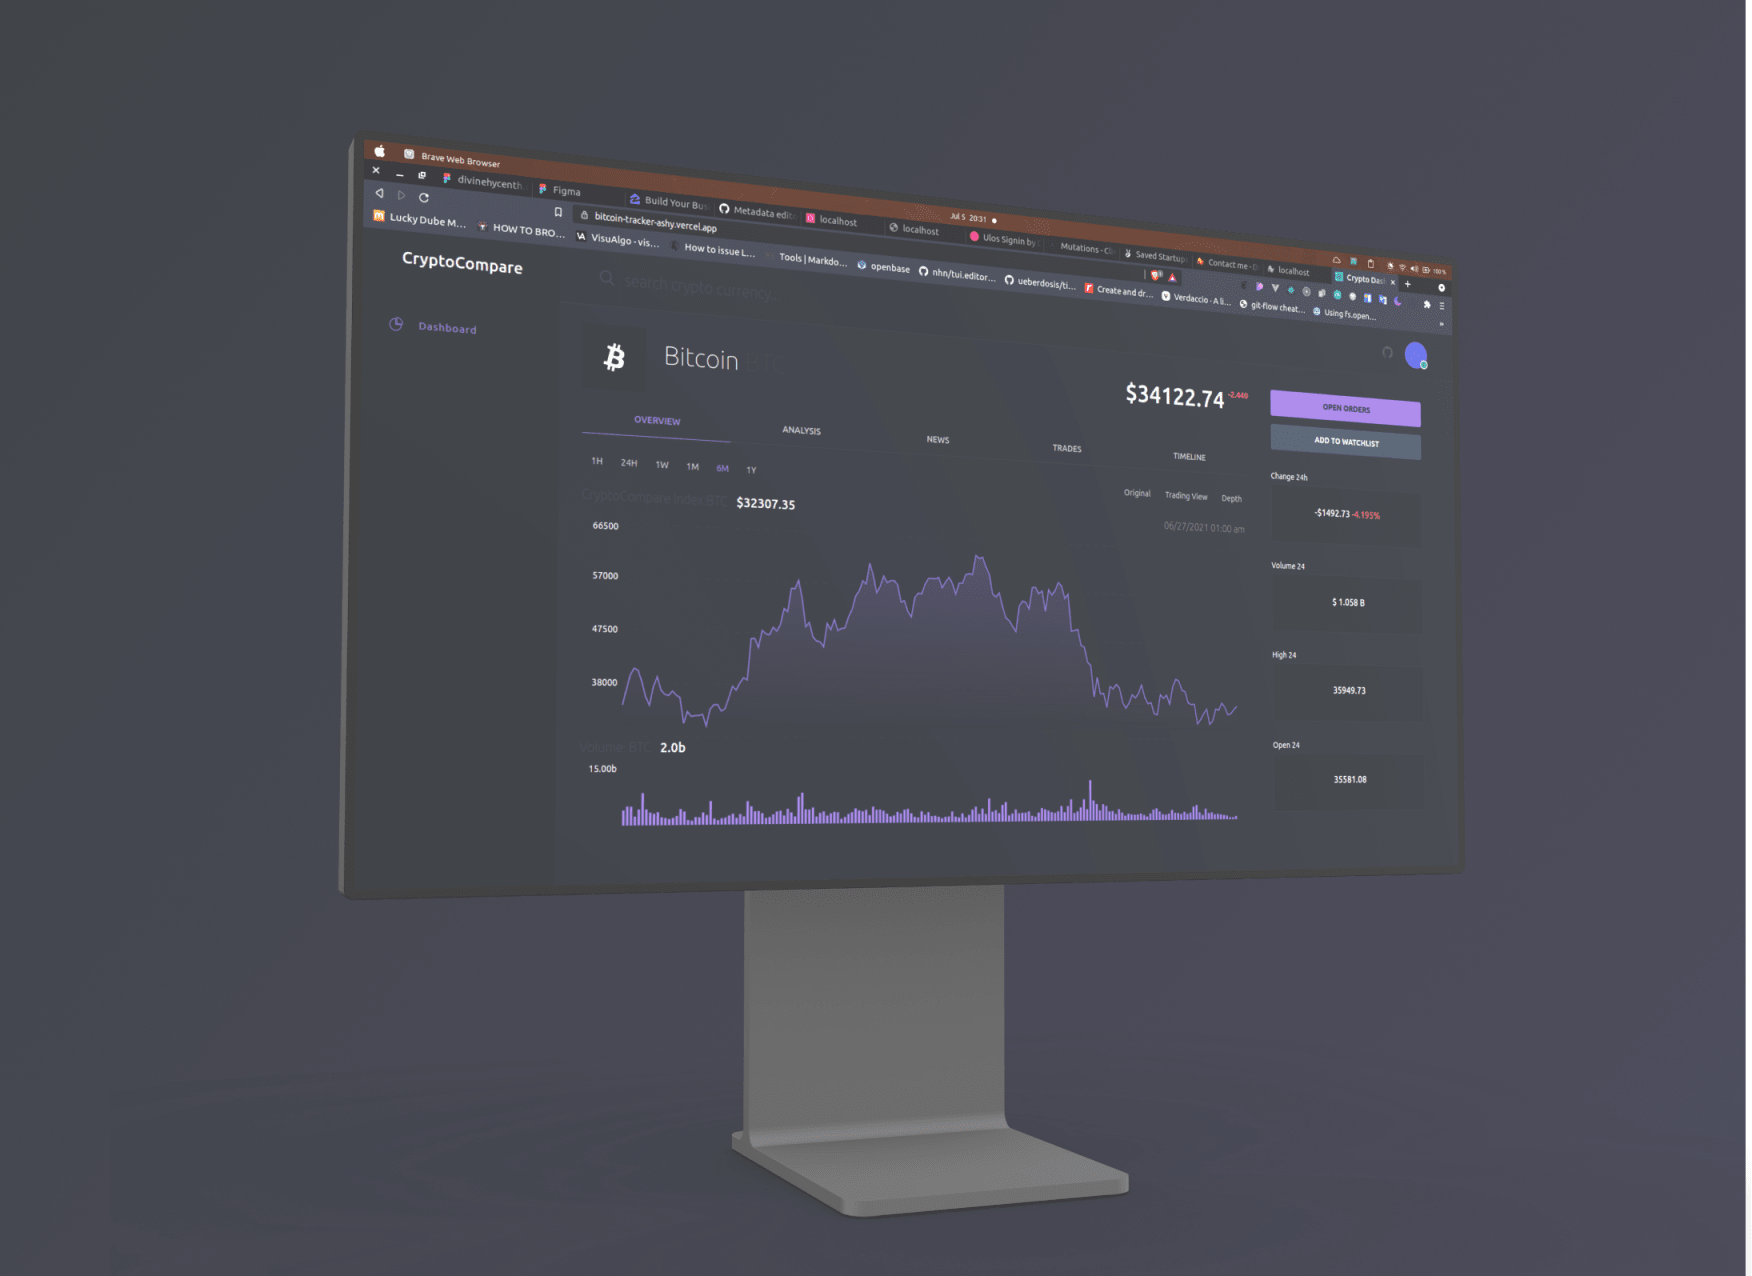 Brave Web Browser
Jul 5 20:31
100%
divinehycenth.
Figma
Build Your Bus
Metadata edit
localhost
localhost
Ulos Signin by
Mutations - Cl
Saved Startup
Contact me - D
localhost
Crypto Das
bitcoin-tracker-ashy.vercel.app
Lucky Dube M...
HOW TO BRO...
VisuAlgo - vis...
How to issue L...
Tools | Markdo...
openbase
nhn/tui.editor...
ueberdosis/ti...
Create and dr...
Verdaccio · A li...
git-flow cheat...
Using fs.open...
CryptoCompare
search crypto currency...
Dashboard
Bitcoin BTC
$34122.74 -2.446
OPEN ORDERS
ADD TO WATCHLIST
OVERVIEW
ANALYSIS
NEWS
TRADES
TIMELINE
1H 24H 1W 1M 6M 1Y
Original Trading View Depth
CryptoCompare Index:BTC $32307.35
06/27/2021 01:00 am
66500
57000
47500
38000
Volume: BTC 2.0b
15.00b
Change 24h
-$1492.73 -4.195%
Volume 24
$ 1.058 B
High 24
35949.73
Open 24
35581.08